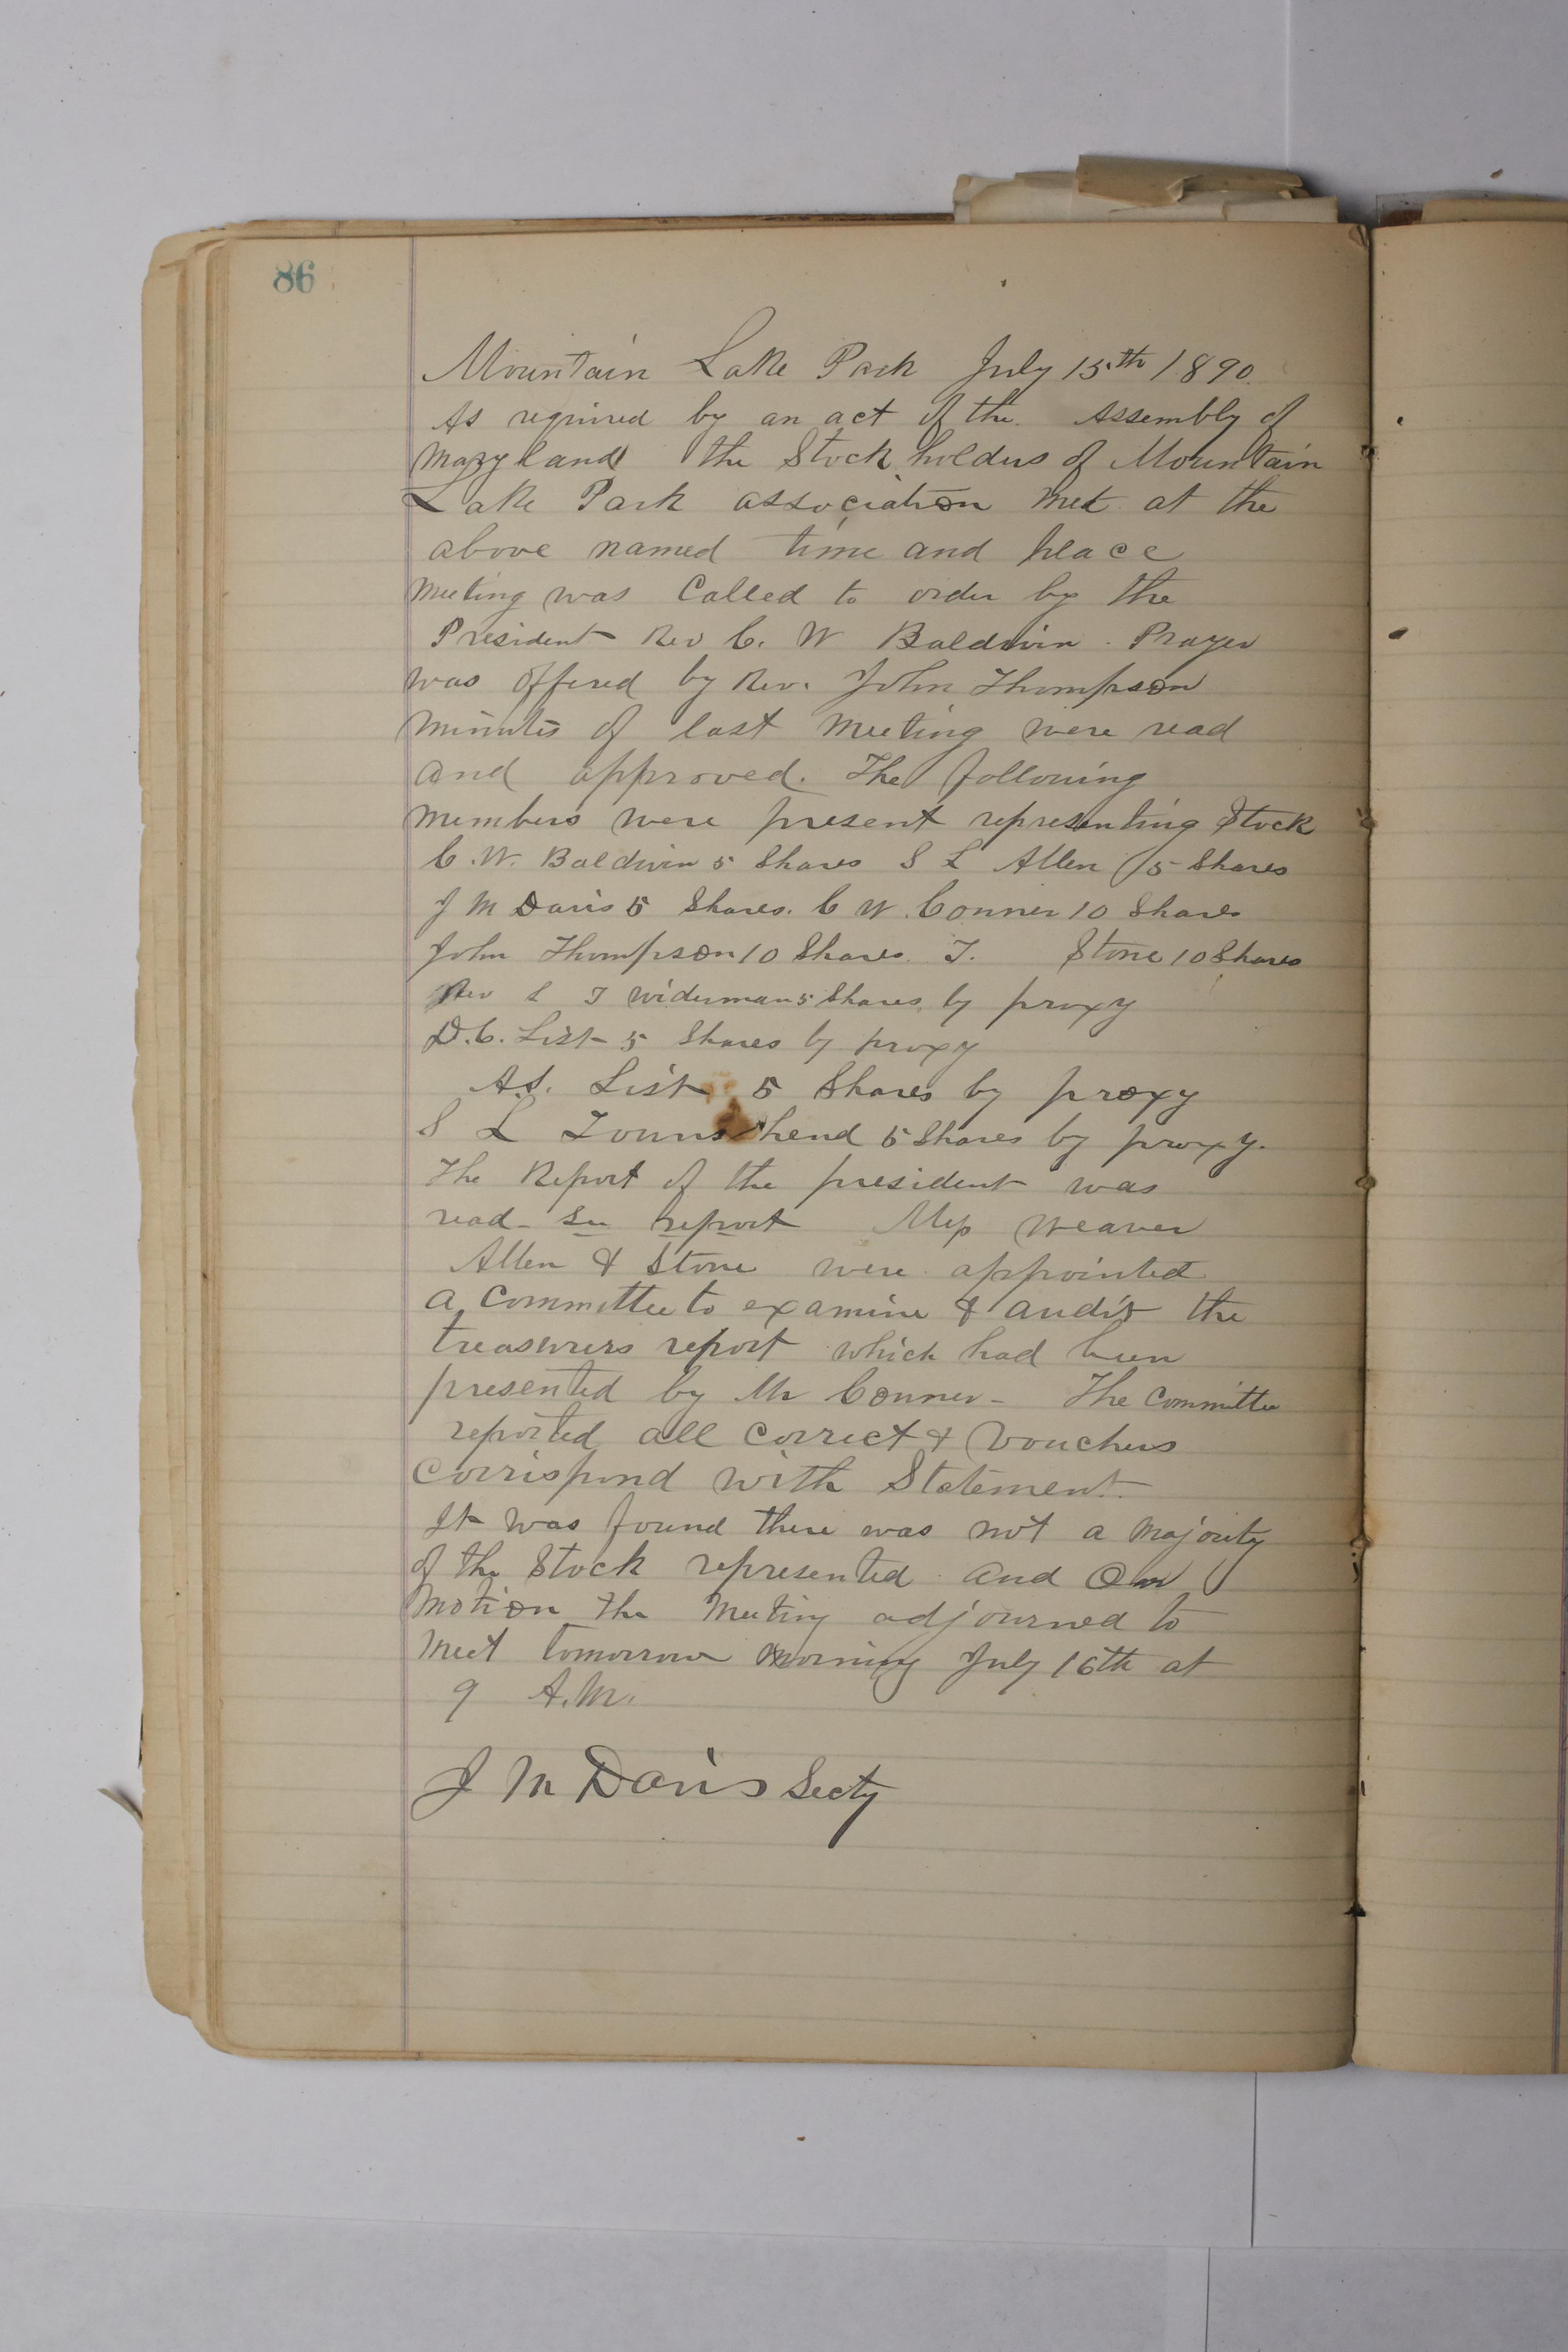 86
Mountain Lake Park July 15th 1890.
As required by an act of the Assembly of
Maryland the Stock holders of Mountain
Lake Park association met at the
above named time and place
Meeting was Called to order by the
President Rev C. W Baldwin. Prayer
was offered by Rev. John Thompson
Minutes of last Meeting were read
and approved. The following
members were present representing Stock
C. W. Baldwin 5 Shares S L Allen 5 Shares
J M Davis 5 Shares. C W. Conner 10 Shares
John Thompson 10 Shares. T. Stone 10 Shares
Rev L T Widerman 5 Shares, by proxy
D. C. List 5 Shares by proxy
A.S. List 5 Shares by proxy
S L Townshend 5 Shares by proxy.
The Report of the president was
read - See report Weaver
Allen & Stone were appointed
a Committee to examine & audit the
treasurers report which had been
presented by Mr Conner - The Committee
reported all correct & Vouchers
Corrispond with Statement.
It was found there was not a Majority
of the Stock represented and On
Motion the Meeting adjourned to
Meet tomorrow Morning July 16th at
9 A.M.
J M Davis Secty